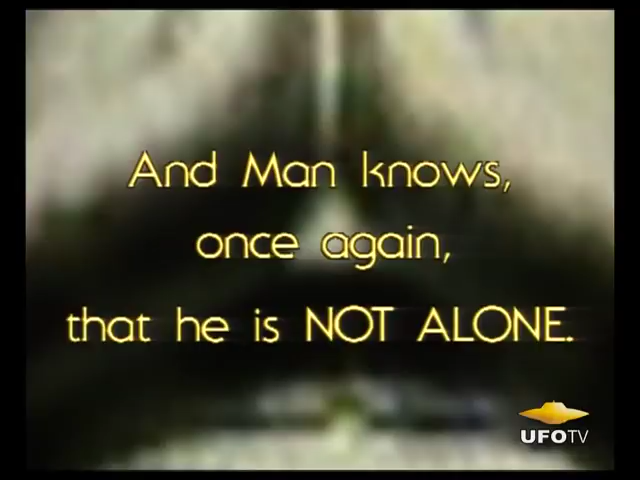 And Man knows,
once again,
that he is NOT ALONE.
UFOTV